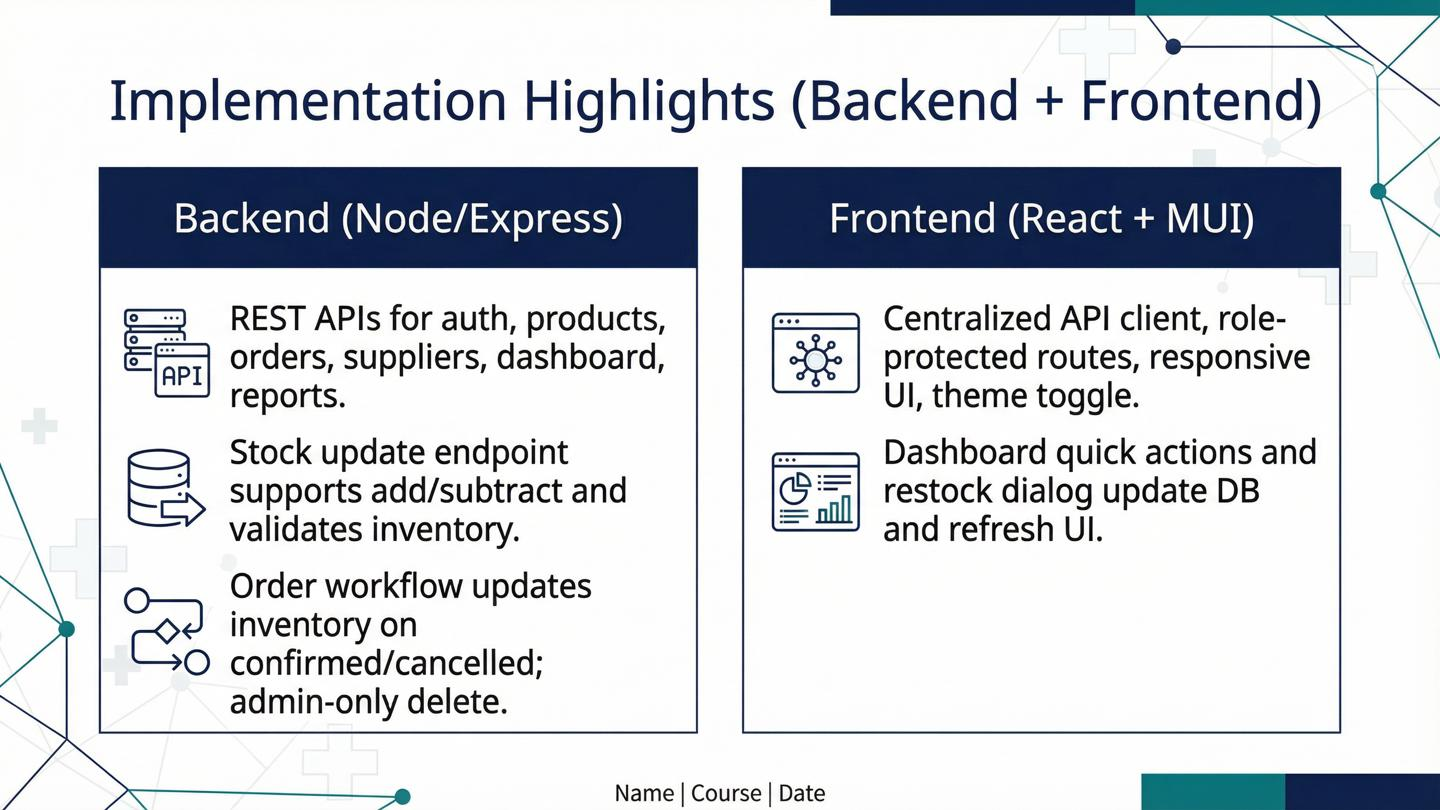 Implementation Highlights (Backend + Frontend)
Backend (Node/Express)
API
REST APIs for auth, products,
orders, suppliers, dashboard,
reports.
Stock update endpoint
supports add/subtract and
validates inventory.
Order workflow updates
inventory on
confirmed/cancelled;
admin-only delete.
Frontend (React + MUI)
Centralized API client, role-
protected routes, responsive
UI, theme toggle.
Dashboard quick actions and
restock dialog update DB
and refresh UI.
Name | Course | Date